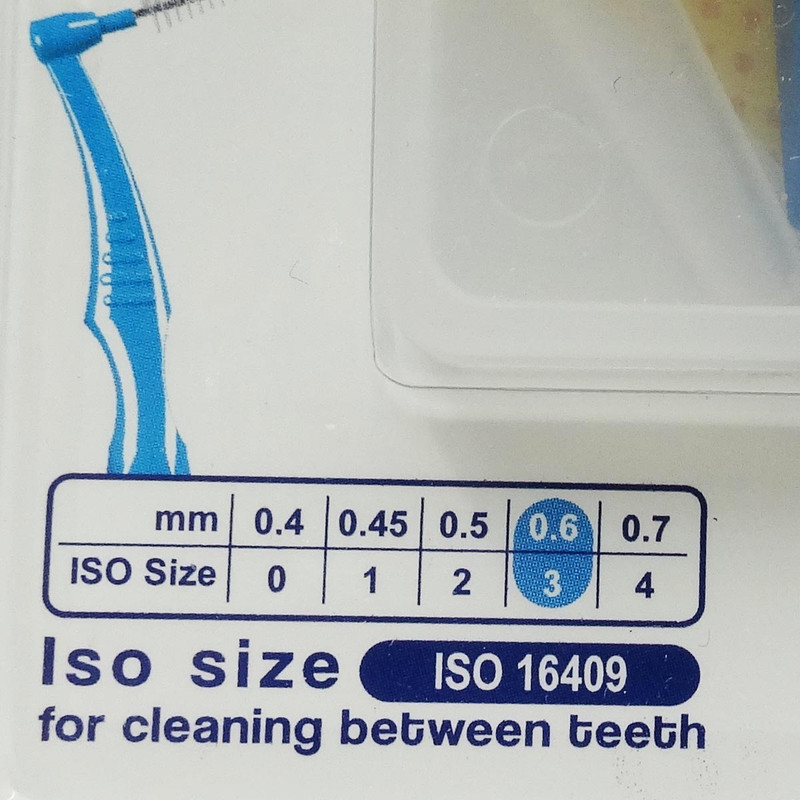 mm 0.4 0.45 0.5 0.6 0.7
ISO Size 0 1 2 3 4
Iso size ISO 16409
for cleaning between teeth